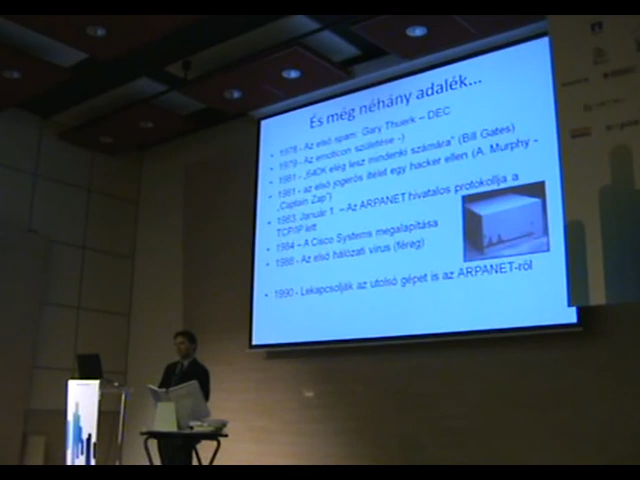 És még néhány adalék...
• 1978 - Az első spam: Gary Thuerk – DEC
• 1979 - Az emoticon születése -)
• 1981 - „640K elég lesz mindenki számára" (Bill Gates)
• 1981 - az első jogerős ítélet egy hacker ellen (A. Murphy -
„Captain Zap")
• 1983. Január 1. – Az ARPANET hivatalos protokollja a
TCP/IP lett
• 1984 – A Cisco Systems megalapítása
• 1988 - Az első hálózati vírus (féreg)
• 1990 - Lekapcsolják az utolsó gépet is az ARPANET-ről